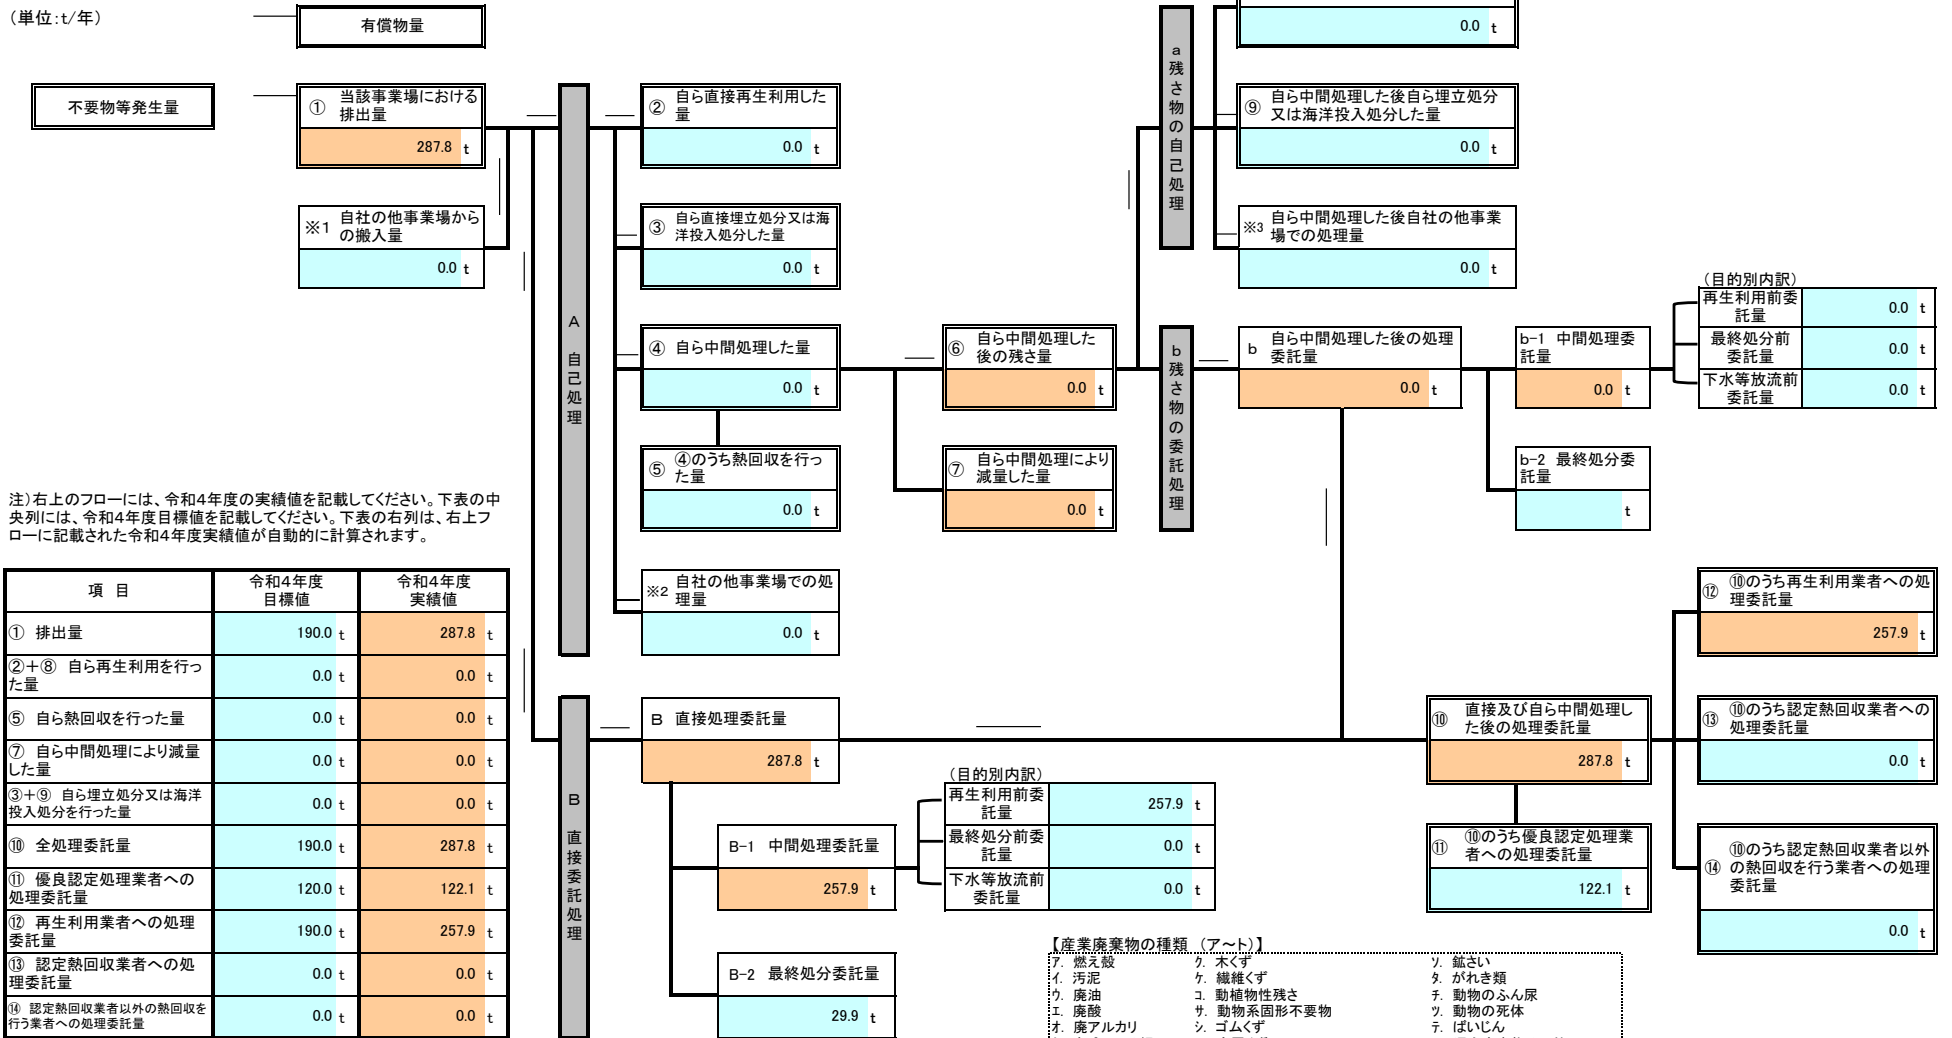 (単位:t/年)
有償物量
不要物等発生量
① 当該事業場における
排出量
287.8 t
※1 自社の他事業場から
の搬入量
0.0 t
A 自己処理
② 自ら直接再生利用した
量
0.0 t
③ 自ら直接埋立処分又は海
洋投入処分した量
0.0 t
④ 自ら中間処理した量
0.0 t
⑤ ④のうち熱回収を行っ
た量
0.0 t
※2 自社の他事業場での処
理量
0.0 t
⑥ 自ら中間処理した
後の残さ量
0.0 t
⑦ 自ら中間処理により
減量した量
0.0 t
a 残さ物の自己処理
0.0 t
⑨ 自ら中間処理した後自ら埋立処分
又は海洋投入処分した量
0.0 t
※3 自ら中間処理した後自社の他事業
場での処理量
0.0 t
b 残さ物の委託処理
b 自ら中間処理した後の処理
委託量
0.0 t
b-1 中間処理委
託量
0.0 t
b-2 最終処分委
託量
t
(目的別内訳)
再生利用前委
託量
0.0 t
最終処分前
委託量
0.0 t
下水等放流前
委託量
0.0 t
注)右上のフローには、令和4年度の実績値を記載してください。下表の中
央列には、令和4年度目標値を記載してください。下表の右列は、右上フ
ローに記載された令和4年度実績値が自動的に計算されます。
項 目 令和4年度
目標値 令和4年度
実績値
① 排出量 190.0 t 287.8 t
②+⑧ 自ら再生利用を行っ
た量 0.0 t 0.0 t
⑤ 自ら熱回収を行った量 0.0 t 0.0 t
⑦ 自ら中間処理により減量
した量 0.0 t 0.0 t
③+⑨ 自ら埋立処分又は海洋
投入処分を行った量 0.0 t 0.0 t
⑩ 全処理委託量 190.0 t 287.8 t
⑪ 優良認定処理業者への
処理委託量 120.0 t 122.1 t
⑫ 再生利用業者への処理
委託量 190.0 t 257.9 t
⑬ 認定熱回収業者への処
理委託量 0.0 t 0.0 t
⑭ 認定熱回収業者以外の熱回収を
行う業者への処理委託量 0.0 t 0.0 t
B 直接委託処理
B 直接処理委託量
287.8 t
B-1 中間処理委託量
257.9 t
B-2 最終処分委託量
29.9 t
(目的別内訳)
再生利用前委
託量
257.9 t
最終処分前委
託量
0.0 t
下水等放流前
委託量
0.0 t
⑩ 直接及び自ら中間処理し
た後の処理委託量
287.8 t
⑪ ⑩のうち優良認定処理業
者への処理委託量
122.1 t
⑫ ⑩のうち再生利用業者への処
理委託量
257.9 t
⑬ ⑩のうち認定熱回収業者への
処理委託量
0.0 t
⑭ ⑩のうち認定熱回収業者以外
の熱回収を行う業者への処理
委託量
0.0 t
【産業廃棄物の種類 (ア～ト)】
ア. 燃え殻 ク. 木くず ソ. 鉱さい
イ. 汚泥 ケ. 繊維くず タ. がれき類
ウ. 廃油 コ. 動植物性残さ チ. 動物のふん尿
エ. 廃酸 サ. 動物系固形不要物 ツ. 動物の死体
オ. 廃アルカリ シ. ゴムくず テ. ばいじん